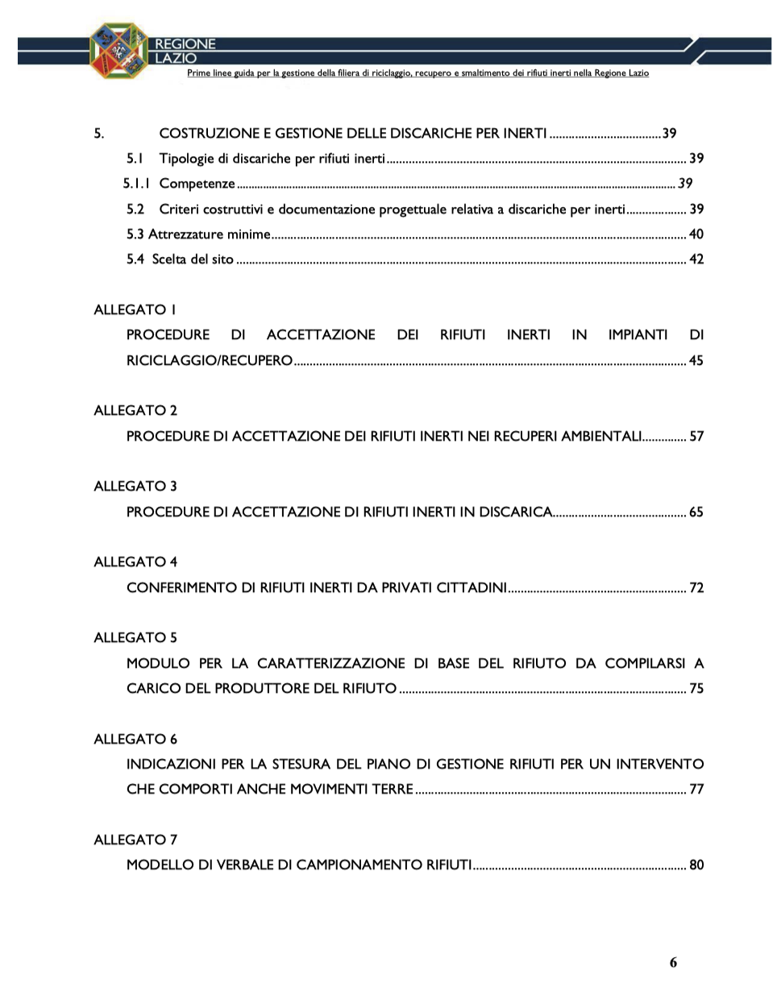 REGIONE
LAZIO
Prime linee guida per la gestione della filiera di riciclaggio, recupero e smaltimento dei rifiuti inerti nella Regione Lazio
5. COSTRUZIONE E GESTIONE DELLE DISCARICHE PER INERTI..................................39
5.1 Tipologie di discariche per rifiuti inerti............................................................................................. 39
5.1.1 Competenze........................................................................................................................................ 39
5.2 Criteri costruttivi e documentazione progettuale relativa a discariche per inerti................... 39
5.3 Attrezzature minime................................................................................................................................. 40
5.4 Scelta del sito ............................................................................................................................................ 42
ALLEGATO 1
PROCEDURE DI ACCETTAZIONE DEI RIFIUTI INERTI IN IMPIANTI DI
RICICLAGGIO/RECUPERO.......................................................................................................................... 45
ALLEGATO 2
PROCEDURE DI ACCETTAZIONE DEI RIFIUTI INERTI NEI RECUPERI AMBIENTALI.............. 57
ALLEGATO 3
PROCEDURE DI ACCETTAZIONE DI RIFIUTI INERTI IN DISCARICA.......................................... 65
ALLEGATO 4
CONFERIMENTO DI RIFIUTI INERTI DA PRIVATI CITTADINI........................................................ 72
ALLEGATO 5
MODULO PER LA CARATTERIZZAZIONE DI BASE DEL RIFIUTO DA COMPILARSI A
CARICO DEL PRODUTTORE DEL RIFIUTO.......................................................................................... 75
ALLEGATO 6
INDICAZIONI PER LA STESURA DEL PIANO DI GESTIONE RIFIUTI PER UN INTERVENTO
CHE COMPORTI ANCHE MOVIMENTI TERRE..................................................................................... 77
ALLEGATO 7
MODELLO DI VERBALE DI CAMPIONAMENTO RIFIUTI................................................................... 80
6